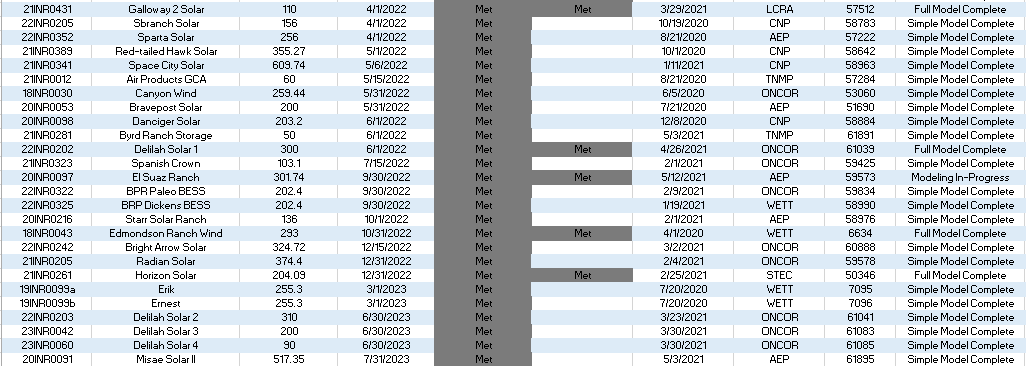 21INR0431 Galloway 2 Solar 110 4/1/2022 Met Met 3/29/2021 LCRA 57512 Full Model Complete
22INR0205 Sbranch Solar 156 4/1/2022 Met 10/19/2020 CNP 58783 Simple Model Complete
22INR0352 Sparta Solar 256 4/1/2022 Met 8/21/2020 AEP 57222 Simple Model Complete
21INR0389 Red-tailed Hawk Solar 355.27 5/1/2022 Met 10/1/2020 CNP 58642 Simple Model Complete
21INR0341 Space City Solar 609.74 5/6/2022 Met 1/11/2021 CNP 58963 Simple Model Complete
21INR0012 Air Products GCA 60 5/15/2022 Met 8/21/2020 TNMP 57284 Simple Model Complete
18INR0030 Canyon Wind 259.44 5/31/2022 Met 6/5/2020 ONCOR 53060 Simple Model Complete
20INR0053 Bravepost Solar 200 5/31/2022 Met 7/21/2020 AEP 51690 Simple Model Complete
20INR0098 Danciger Solar 203.2 6/1/2022 Met 12/8/2020 CNP 58884 Simple Model Complete
21INR0281 Byrd Ranch Storage 50 6/1/2022 Met 5/3/2021 TNMP 61891 Simple Model Complete
22INR0202 Delilah Solar 1 300 6/1/2022 Met Met 4/26/2021 ONCOR 61039 Full Model Complete
21INR0323 Spanish Crown 103.1 7/15/2022 Met 2/1/2021 ONCOR 59425 Simple Model Complete
20INR0097 El Suaz Ranch 301.74 9/30/2022 Met Met 5/12/2021 AEP 59573 Modeling In-Progress
22INR0322 BPR Paleo BESS 202.4 9/30/2022 Met 2/9/2021 ONCOR 59834 Simple Model Complete
22INR0325 BRP Dickens BESS 202.4 9/30/2022 Met 1/19/2021 WETT 58990 Simple Model Complete
20INR0216 Starr Solar Ranch 136 10/1/2022 Met 2/1/2021 AEP 58976 Simple Model Complete
18INR0043 Edmondson Ranch Wind 293 10/31/2022 Met Met 4/1/2020 WETT 6634 Full Model Complete
22INR0242 Bright Arrow Solar 324.72 12/15/2022 Met 3/2/2021 ONCOR 60888 Simple Model Complete
21INR0205 Radian Solar 374.4 12/31/2022 Met 2/4/2021 ONCOR 59578 Simple Model Complete
21INR0261 Horizon Solar 204.09 12/31/2022 Met Met 2/25/2021 STEC 50346 Full Model Complete
19INR0099a Erik 255.3 3/1/2023 Met 7/20/2020 WETT 7095 Simple Model Complete
19INR0099b Ernest 255.3 3/1/2023 Met 7/20/2020 WETT 7096 Simple Model Complete
22INR0203 Delilah Solar 2 310 6/30/2023 Met 3/23/2021 ONCOR 61041 Simple Model Complete
23INR0042 Delilah Solar 3 200 6/30/2023 Met 3/30/2021 ONCOR 61083 Simple Model Complete
23INR0060 Delilah Solar 4 90 6/30/2023 Met 3/30/2021 ONCOR 61085 Simple Model Complete
20INR0091 Misae Solar II 517.35 7/31/2023 Met 5/3/2021 AEP 61895 Simple Model Complete